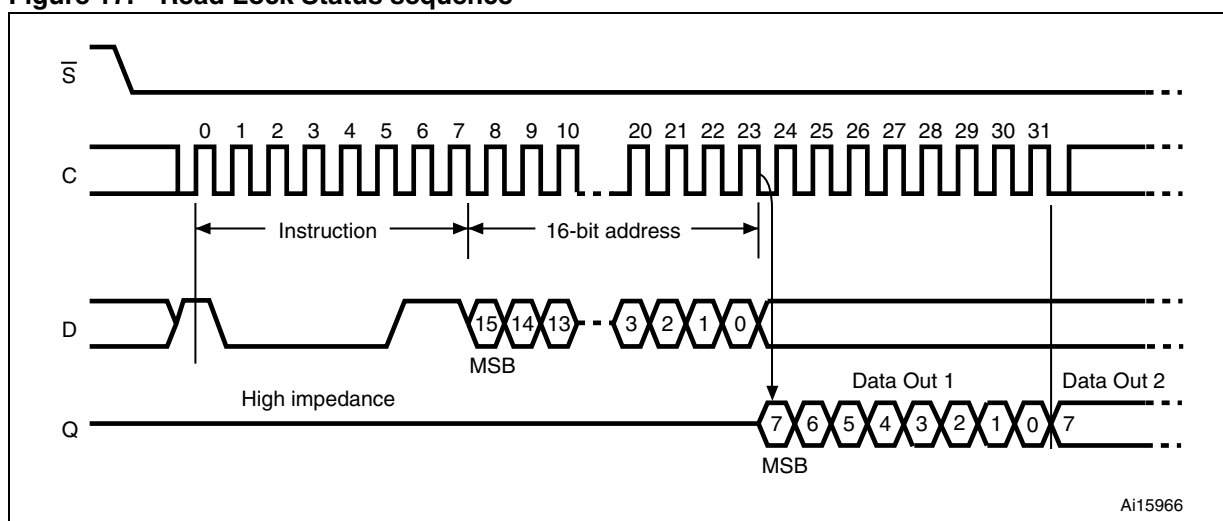 Figure 17. Read Lock Status sequence
S
0 1 2 3 4 5 6 7 8 9 10 20 21 22 23 24 25 26 27 28 29 30 31
C
Instruction 16-bit address
D 15 14 13 3 2 1 0
MSB
High impedance Data Out 1 Data Out 2
Q 7 6 5 4 3 2 1 0 7
MSB
Ai15966